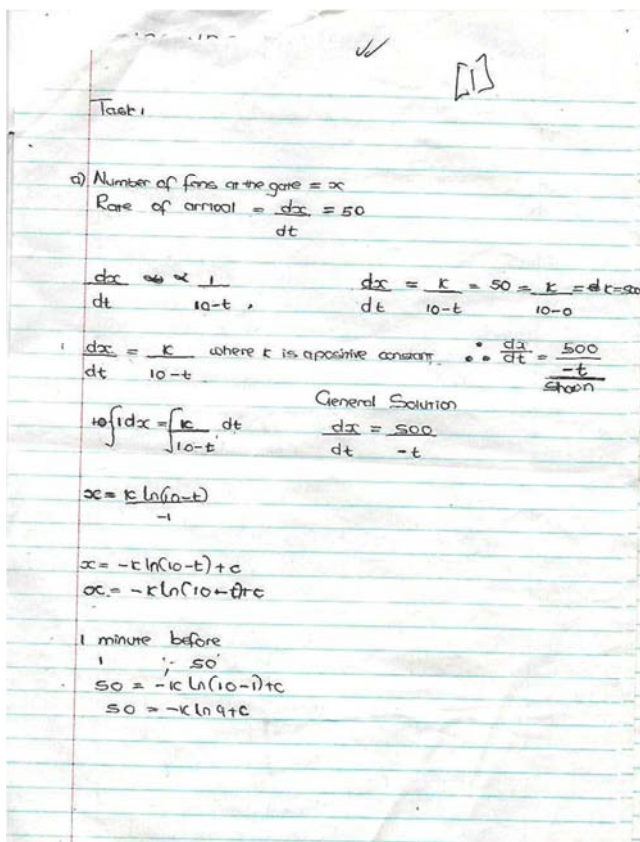 [1]
Task 1
a) Number of fans at the gate = x
Rate of arrival = dx/dt = 50
dx/dt ∝ 1/10-t , dx/dt = k/10-t = 50 = k/10-0 = k=500
dx/dt = k/10-t where k is a positive constant ∴ dx/dt = 500/-t
shown
General Solution
∫1dx = ∫k/10-t dt dx/dt = 500/-t
x = k ln(10-t)/-1
x = -k ln(10-t) + c
x = -k ln(10-t)+c
1 minute before
1 ; 50
50 = -k ln(10-1)+c
50 = -k ln 9+c